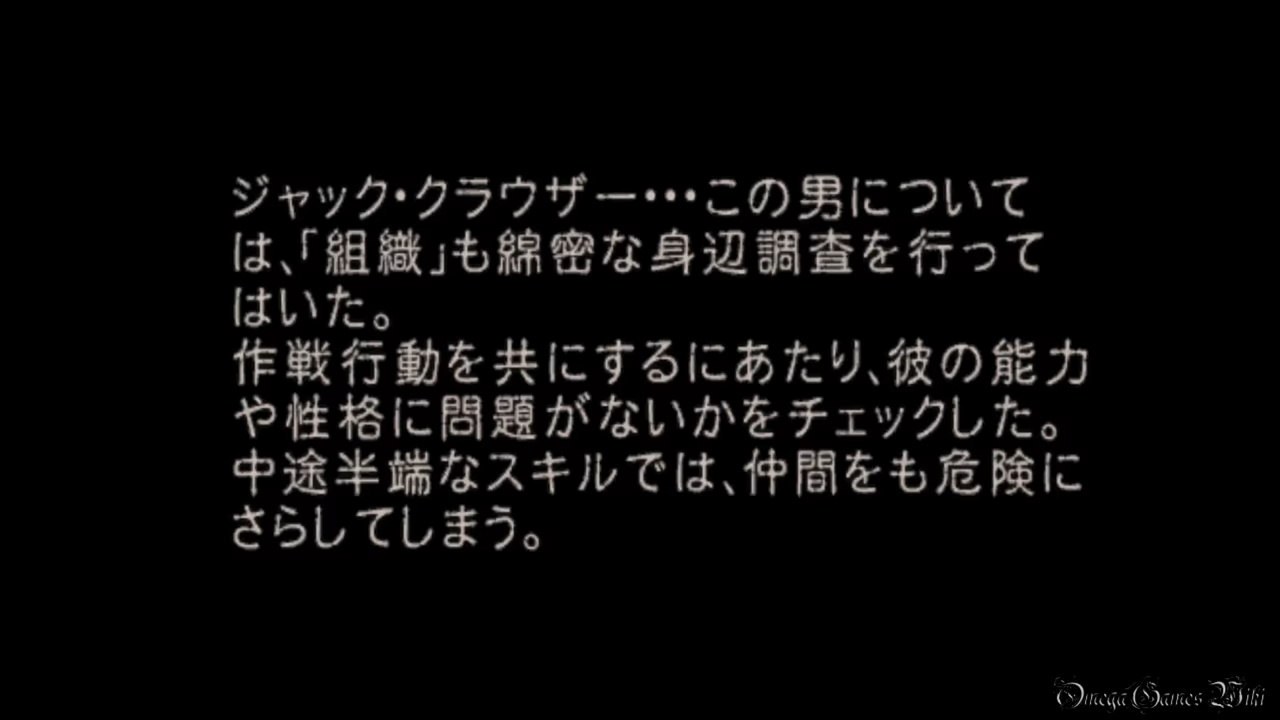 ジャック・クラウザー・・・この男について
は、「組織」も綿密な身辺調査を行って
はいた。
作戦行動を共にするにあたり、彼の能力
や性格に問題がないかをチェックした。
中途半端なスキルでは、仲間をも危険に
さらしてしまう。
Omega Games Wiki